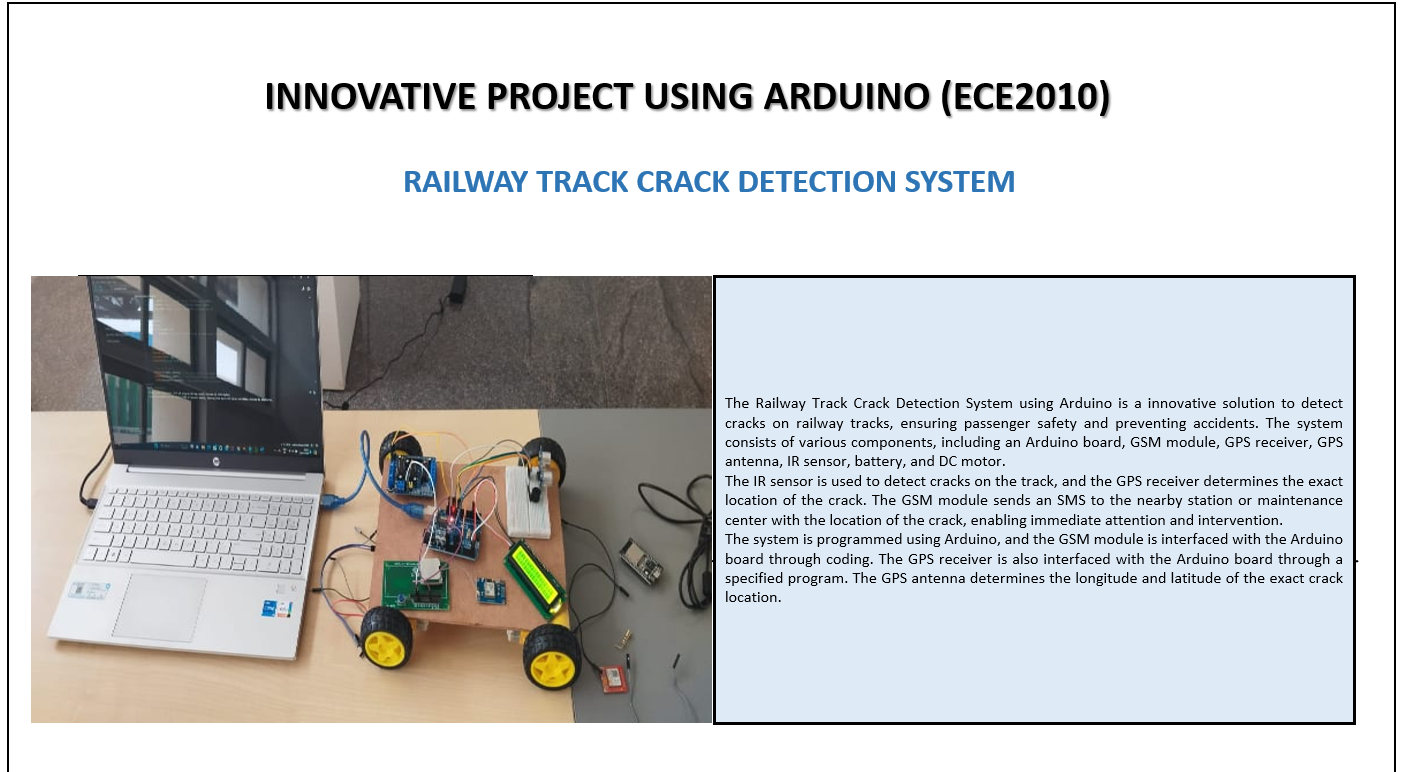 INNOVATIVE PROJECT USING ARDUINO (ECE2010)
RAILWAY TRACK CRACK DETECTION SYSTEM
The Railway Track Crack Detection System using Arduino is a innovative solution to detect
cracks on railway tracks, ensuring passenger safety and preventing accidents. The system
consists of various components, including an Arduino board, GSM module, GPS receiver, GPS
antenna, IR sensor, battery, and DC motor.
The IR sensor is used to detect cracks on the track, and the GPS receiver determines the exact
location of the crack. The GSM module sends an SMS to the nearby station or maintenance
center with the location of the crack, enabling immediate attention and intervention.
The system is programmed using Arduino, and the GSM module is interfaced with the Arduino
board through coding. The GPS receiver is also interfaced with the Arduino board through a
specified program. The GPS antenna determines the longitude and latitude of the exact crack
location.
hp